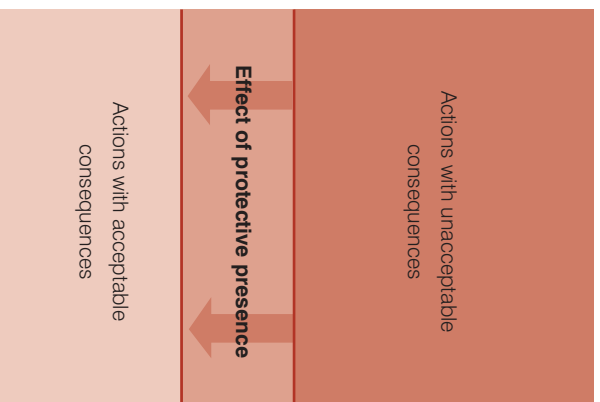 Actions with unacceptable
consequences
Effect of protective presence
Actions with acceptable
consequences